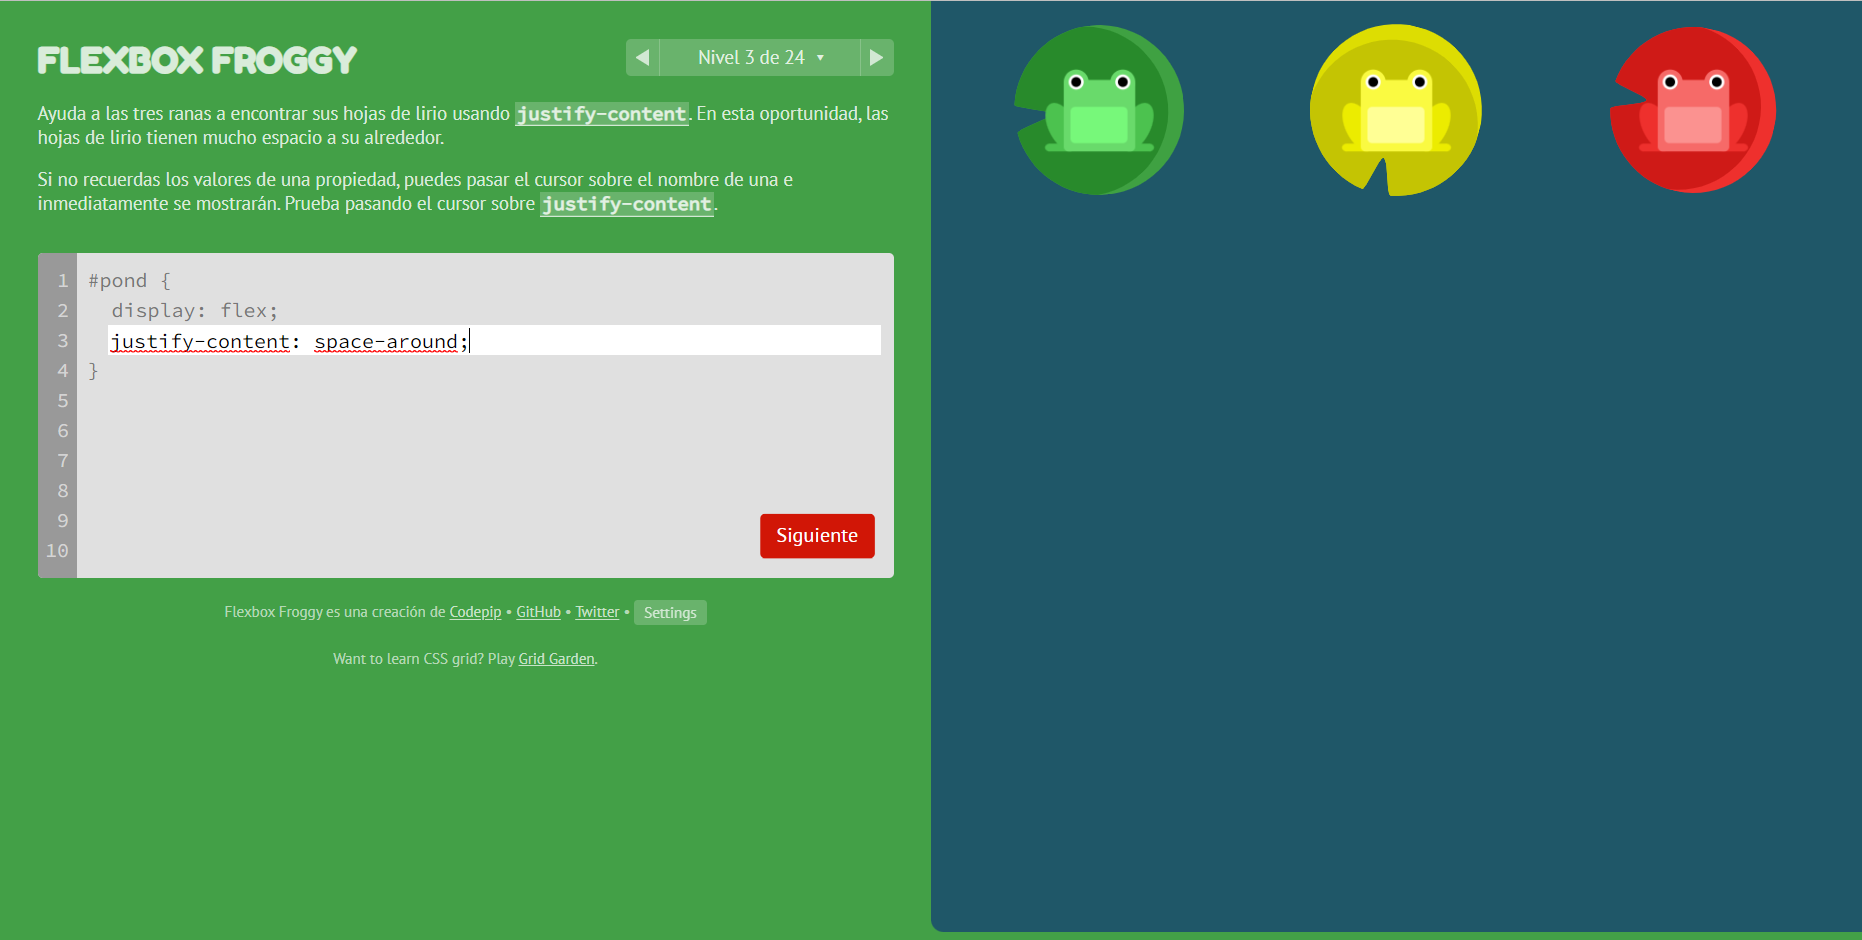 FLEXBOX FROGGY
Nivel 3 de 24
Ayuda a las tres ranas a encontrar sus hojas de lirio usando justify-content. En esta oportunidad, las
hojas de lirio tienen mucho espacio a su alrededor.
Si no recuerdas los valores de una propiedad, puedes pasar el cursor sobre el nombre de una e
inmediatamente se mostrarán. Prueba pasando el cursor sobre justify-content.
1 #pond {
2 display: flex;
3 justify-content: space-around;
4 }
5
6
7
8
9
10
Siguiente
Flexbox Froggy es una creación de Codepip • GitHub • Twitter • Settings
Want to learn CSS grid? Play Grid Garden.